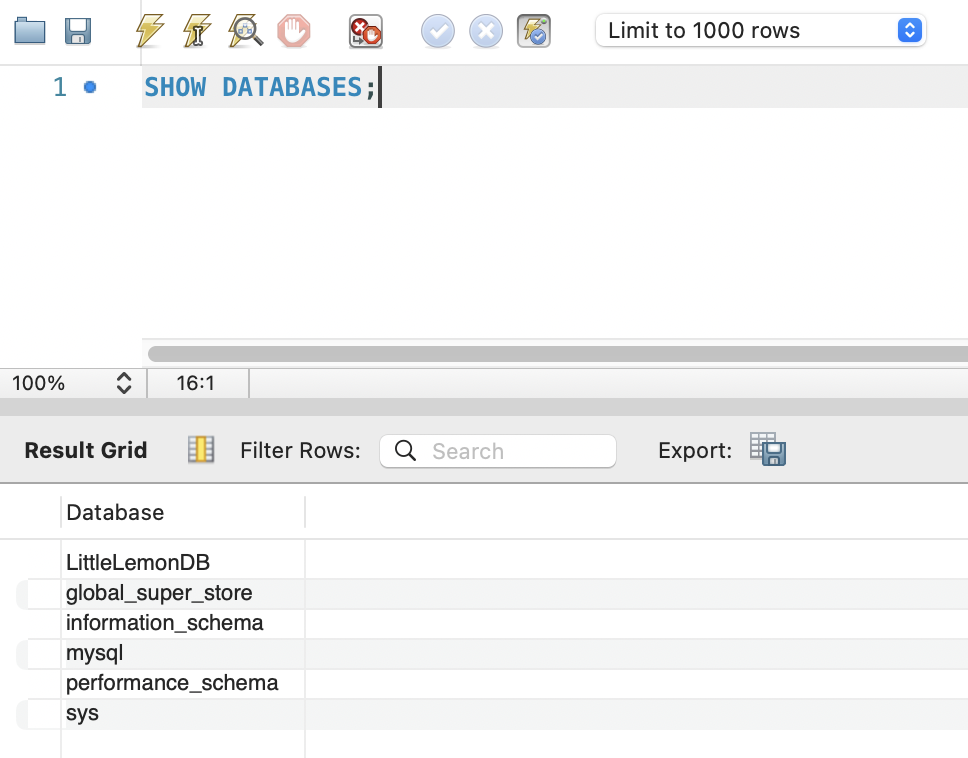 Limit to 1000 rows
1 SHOW DATABASES;
100% 16:1
Result Grid Filter Rows: Search Export:
Database
LittleLemonDB
global_super_store
information_schema
mysql
performance_schema
sys